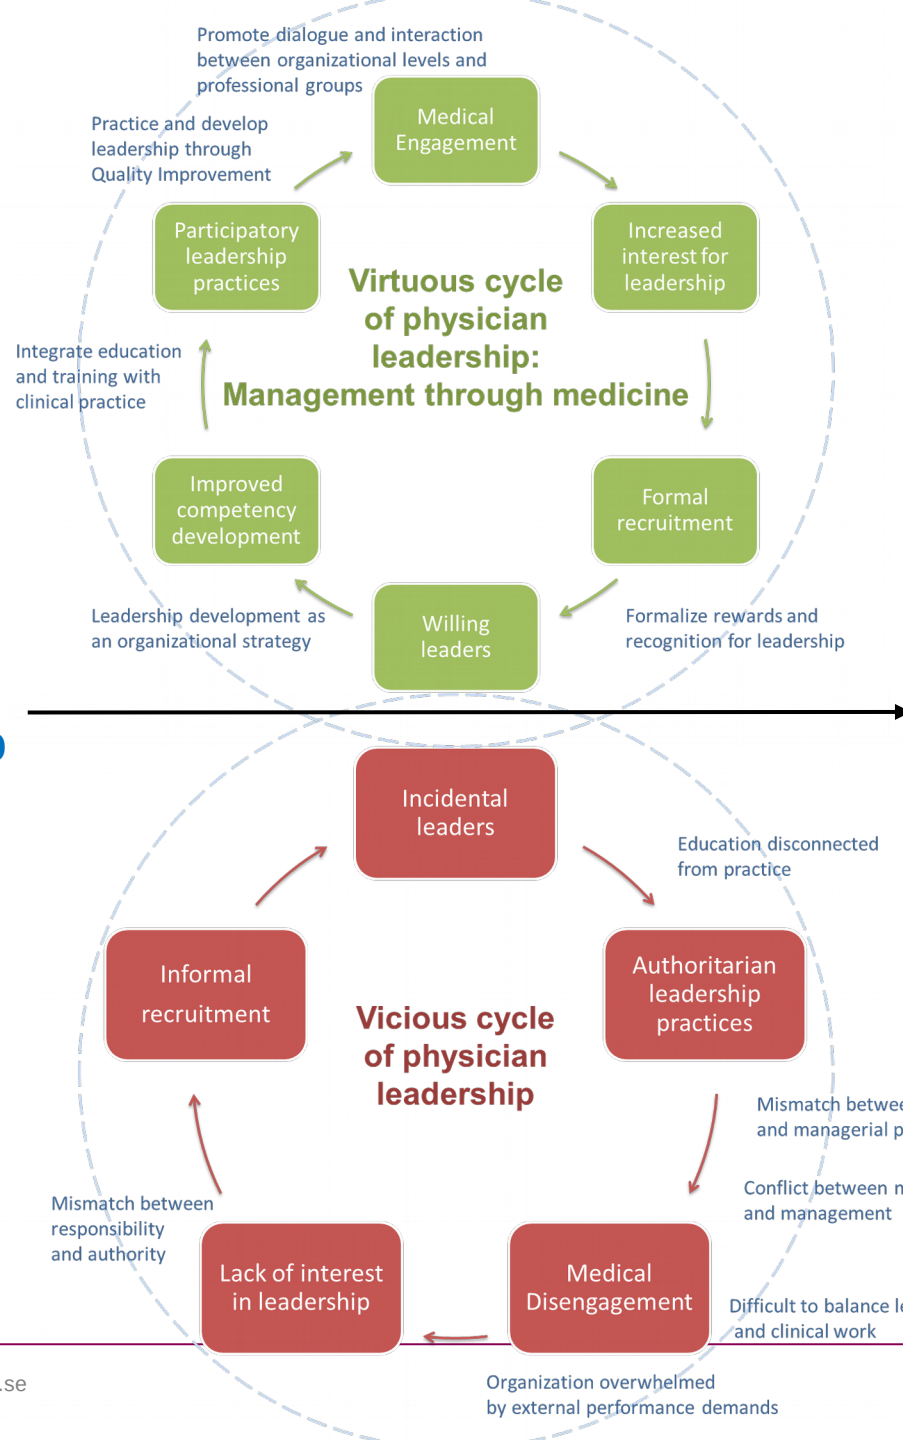 Promote dialogue and interaction
between organizational levels and
professional groups
Medical
Engagement
Practice and develop
leadership through
Quality Improvement
Participatory
leadership
practices
Increased
interest for
leadership
Virtuous cycle
of physician
leadership:
Management through medicine
Integrate education
and training with
clinical practice
Improved
competency
development
Formal
recruitment
Leadership development as
an organizational strategy
Willing
leaders
Formalize rewards and
recognition for leadership
Incidental
leaders
Education disconnected
from practice
Informal
recruitment
Authoritarian
leadership
practices
Vicious cycle
of physician
leadership
Mismatch
and managerial
Conflict between
and management
Mismatch between
responsibility
and authority
Lack of interest
in leadership
Medical
Disengagement
Difficult to balance
and clinical work
.se
Organization overwhelmed
by external performance demands